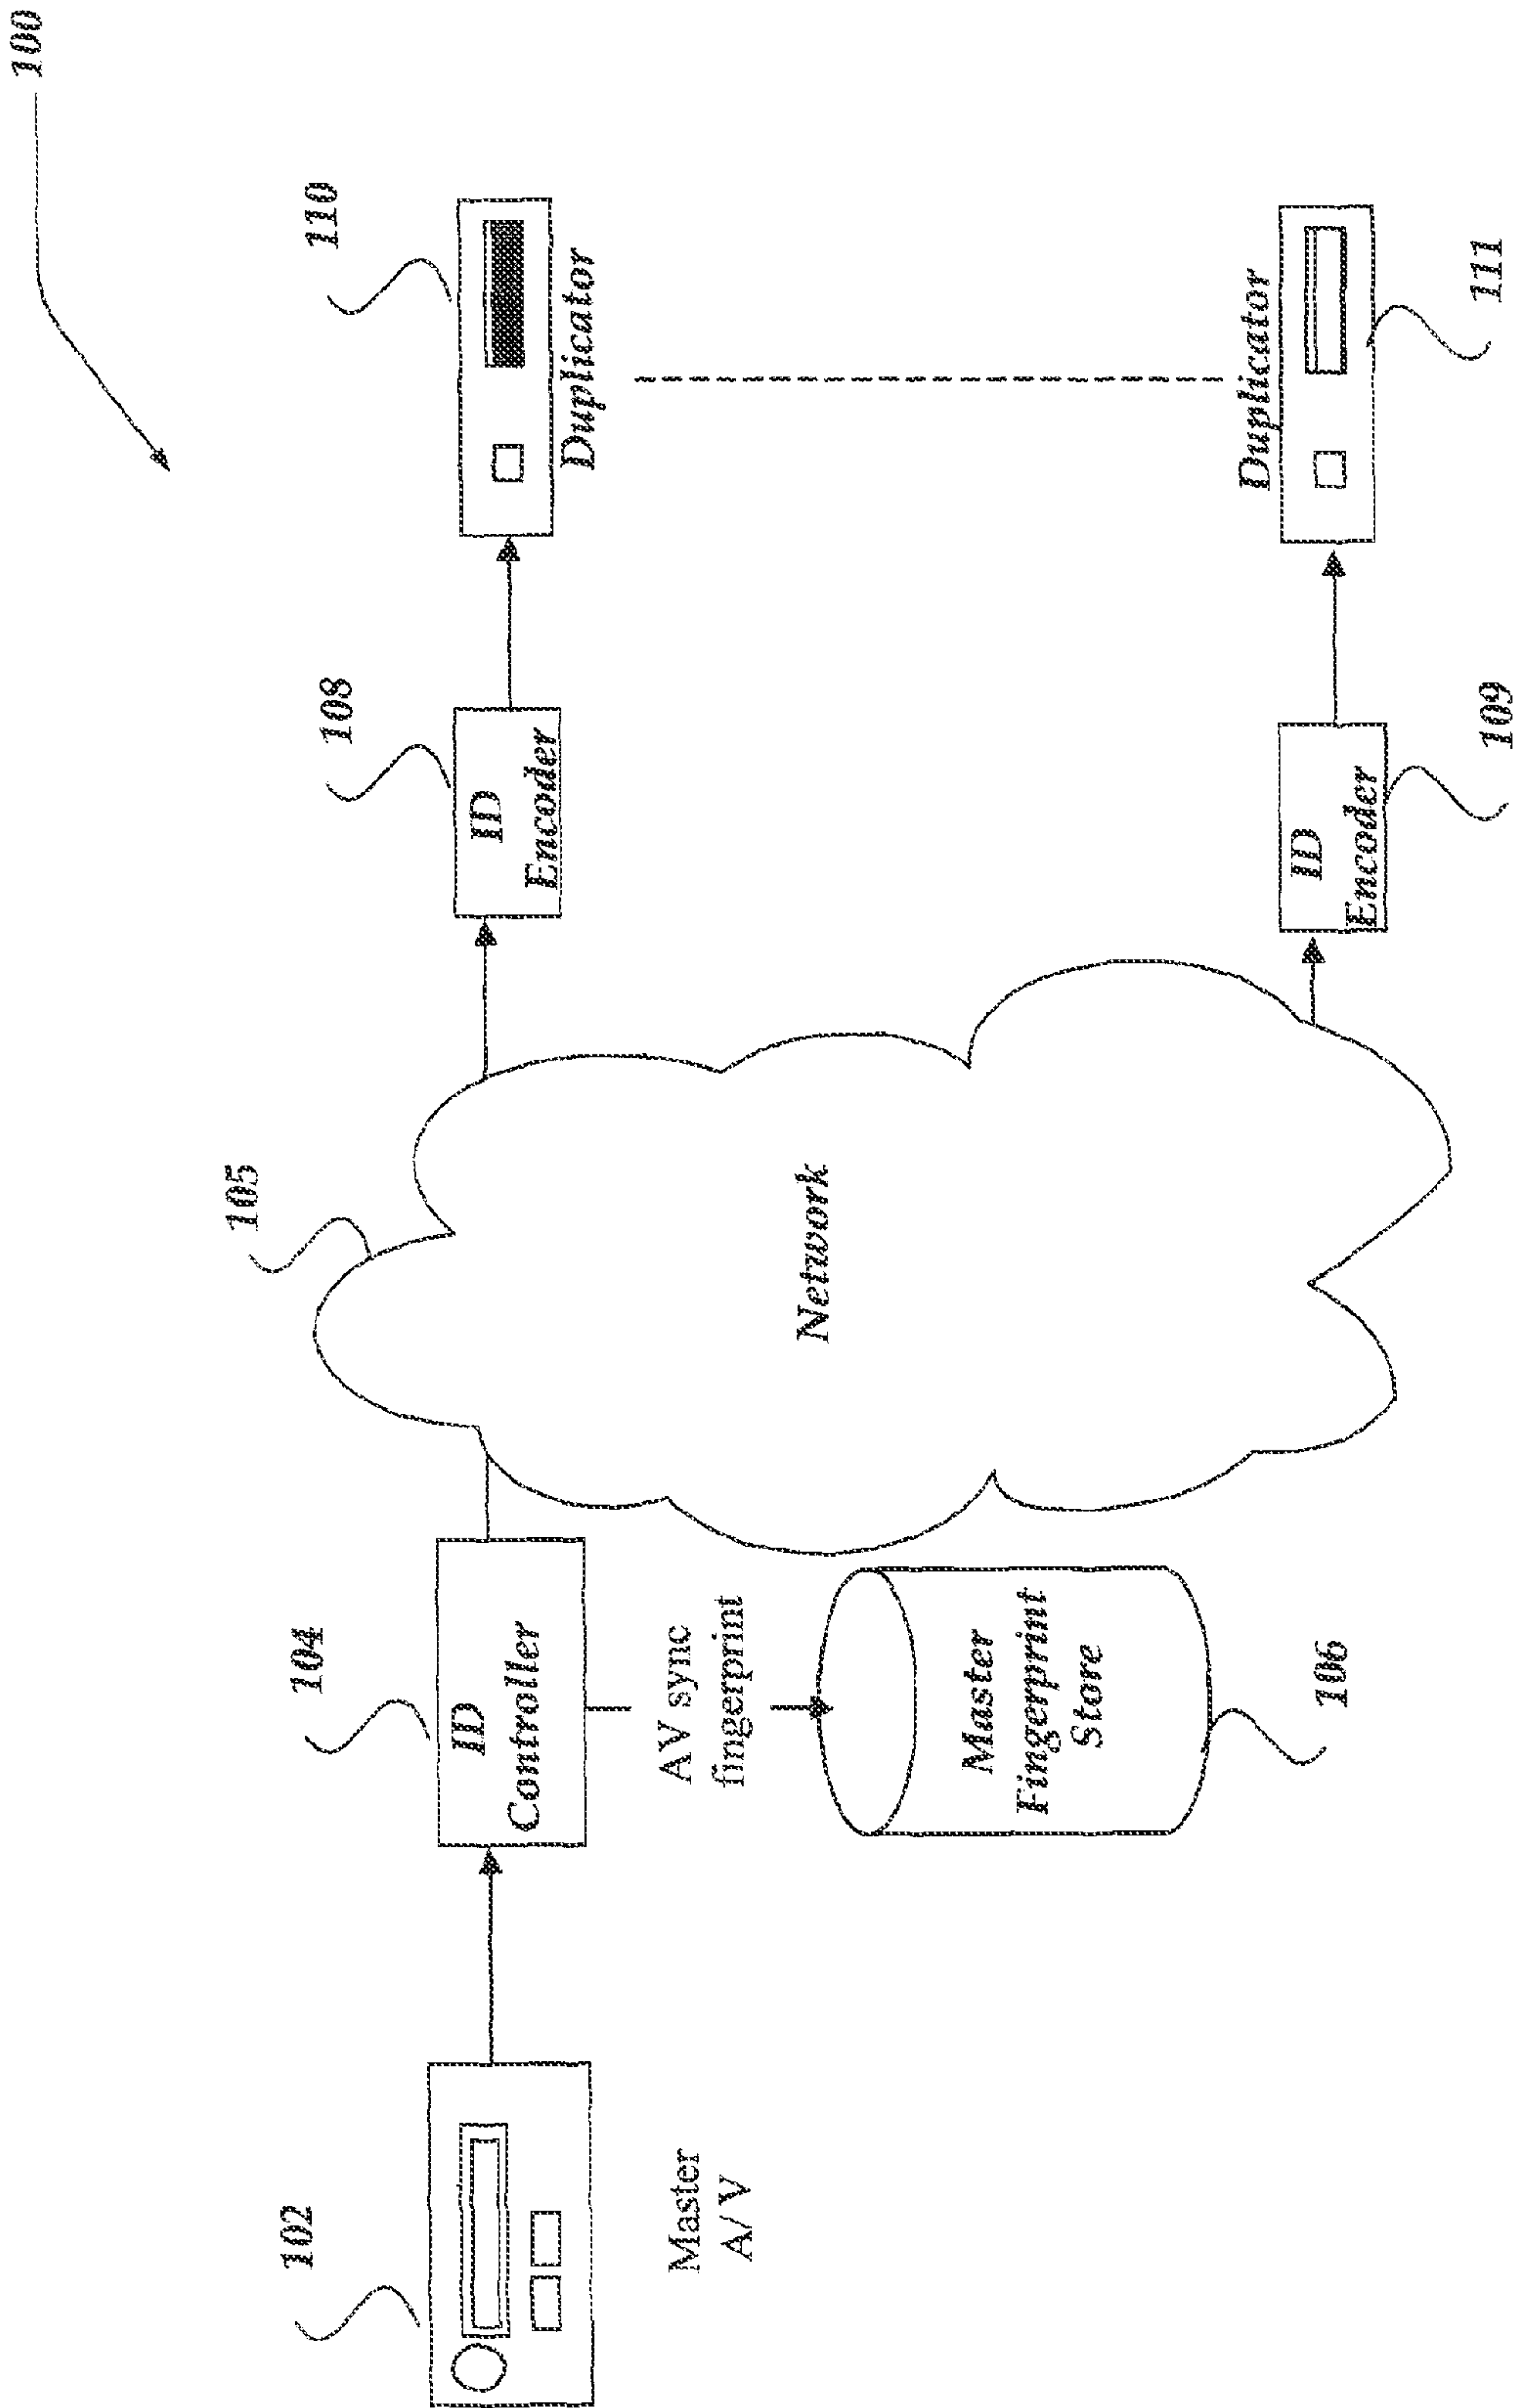 100
102
Master
A/V
104
ID
Controller
AV sync
fingerprint
Master
Fingerprint
Store
106
105
Network
108
ID
Encoder
110
Duplicator
ID
Encoder
109
Duplicator
111